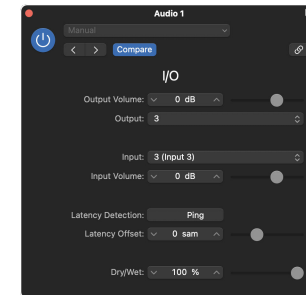 Audio 1
Manual
Compare
I/O
Output Volume: 0 dB
Output: 3
Input: 3 (Input 3)
Input Volume: 0 dB
Latency Detection: Ping
Latency Offset: 0 sam
Dry/Wet: 100 %